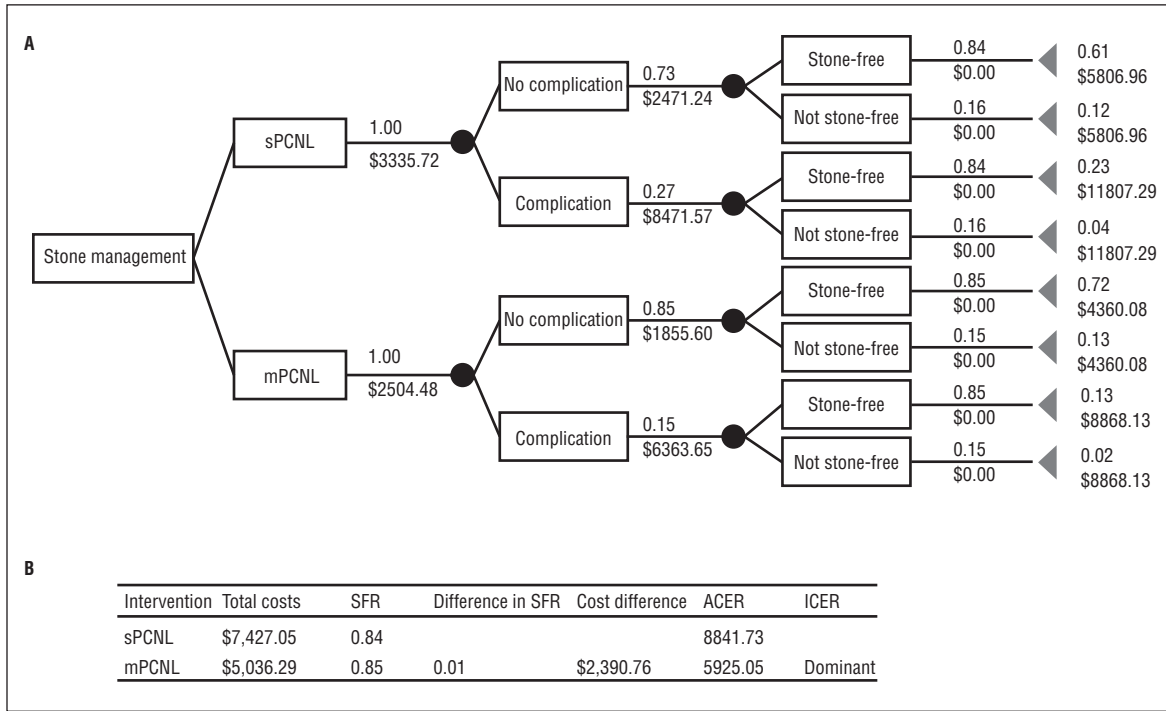 A
Stone management
sPCNL
1.00
$3335.72
No complication
0.73
$2471.24
Stone-free
0.84
$0.00
0.61
$5806.96
Not stone-free
0.16
$0.00
0.12
$5806.96
Complication
0.27
$8471.57
Stone-free
0.84
$0.00
0.23
$11807.29
Not stone-free
0.16
$0.00
0.04
$11807.29
mPCNL
1.00
$2504.48
No complication
0.85
$1855.60
Stone-free
0.85
$0.00
0.72
$4360.08
Not stone-free
0.15
$0.00
0.13
$4360.08
Complication
0.15
$6363.65
Stone-free
0.85
$0.00
0.13
$8868.13
Not stone-free
0.15
$0.00
0.02
$8868.13
B
Intervention Total costs SFR Difference in SFR Cost difference ACER ICER
sPCNL $7,427.05 0.84 8841.73
mPCNL $5,036.29 0.85 0.01 $2,390.76 5925.05 Dominant